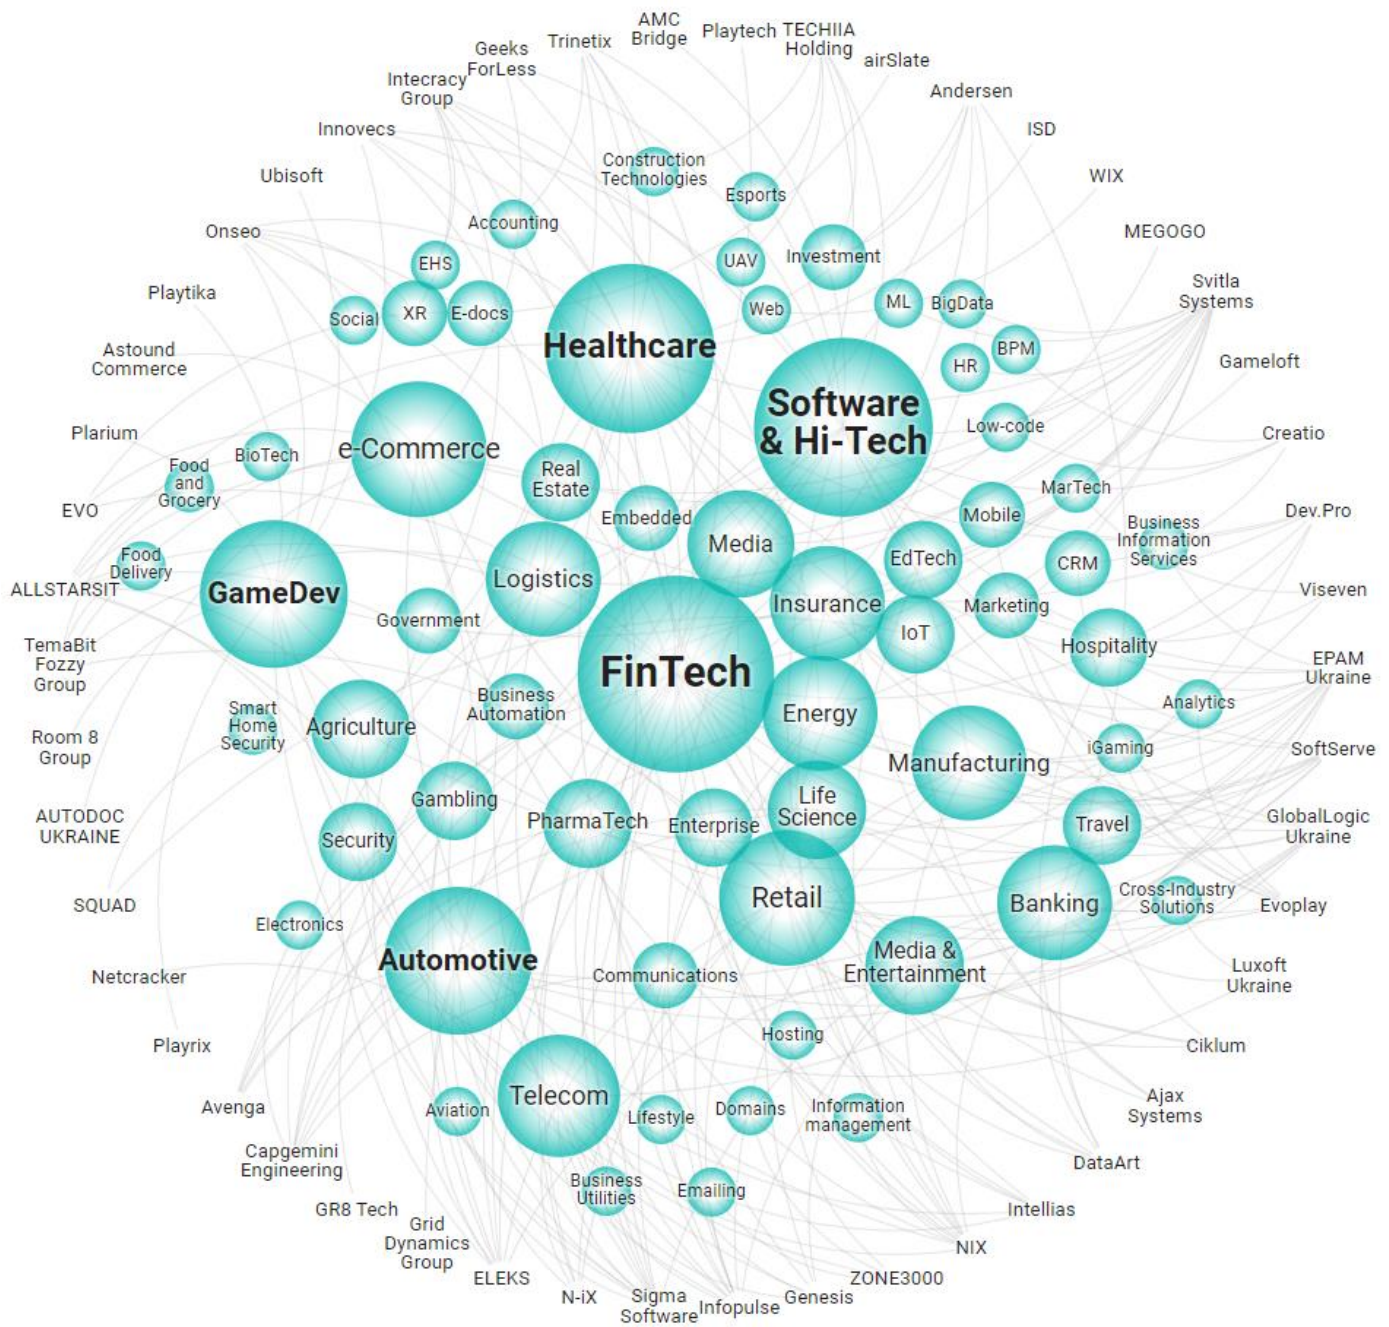 AMC
Bridge
Playtech
TECHIIA
Holding
Trinetix
Geeks
ForLess
airSlate
Intecracy
Group
Andersen
Innovecs
ISD
Ubisoft
WIX
Construction
Technologies
Esports
Accounting
Onseo
MEGOGO
EHS
UAV
Investment
Playtika
Svitla
Systems
Social
XR
E-docs
Web
ML
BigData
Healthcare
Astound
Commerce
HR
BPM
Gameloft
Software
& Hi-Tech
Plarium
e-Commerce
Low-code
Creatio
BioTech
Food
and
Grocery
Real
Estate
MarTech
EVO
Embedded
Mobile
Dev.Pro
Business
Information
Services
Media
Food
Delivery
EdTech
CRM
ALLSTARSIT
GameDev
Logistics
Insurance
Marketing
Viseven
Government
IoT
Hospitality
TemaBit
Fozzy
Group
FinTech
EPAM
Ukraine
Smart
Home
Security
Agriculture
Business
Automation
Energy
Analytics
Room 8
Group
Manufacturing
iGaming
SoftServe
Gambling
Life
Science
AUTODOC
UKRAINE
Security
PharmaTech
Enterprise
Travel
GlobalLogic
Ukraine
SQUAD
Retail
Banking
Cross-Industry
Solutions
Evoplay
Electronics
Automotive
Communications
Media &
Entertainment
Netcracker
Luxoft
Ukraine
Playrix
Hosting
Ciklum
Avenga
Aviation
Telecom
Lifestyle
Domains
Information
management
Ajax
Systems
Capgemini
Engineering
Business
Utilities
Emailing
DataArt
GR8 Tech
Intellias
Grid
Dynamics
Group
NIX
ELEKS
N-iX
Sigma
Software
Infopulse
Genesis
ZONE3000